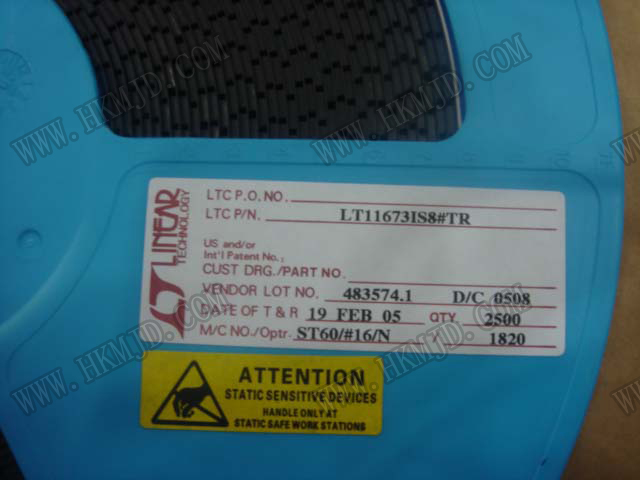 LINEAR
TECHNOLOGY
LTC P.O. NO.
LTC P/N. LT11673IS8#TR
US and/or
Int'l Patent No.:
CUST DRG./PART NO.
VENDOR LOT NO. 483574.1 D/C 0508
DATE OF T & R 19 FEB 05 QTY. 2500
M/C NO./Optr. ST60/#16/N 1820
ATTENTION
STATIC SENSITIVE DEVICES
HANDLE ONLY AT
STATIC SAFE WORK STATIONS
WWW.HKMJD.COM
WWW.HKMJD.COM
WWW.HKMJD.COM
WWW.HKMJD.COM